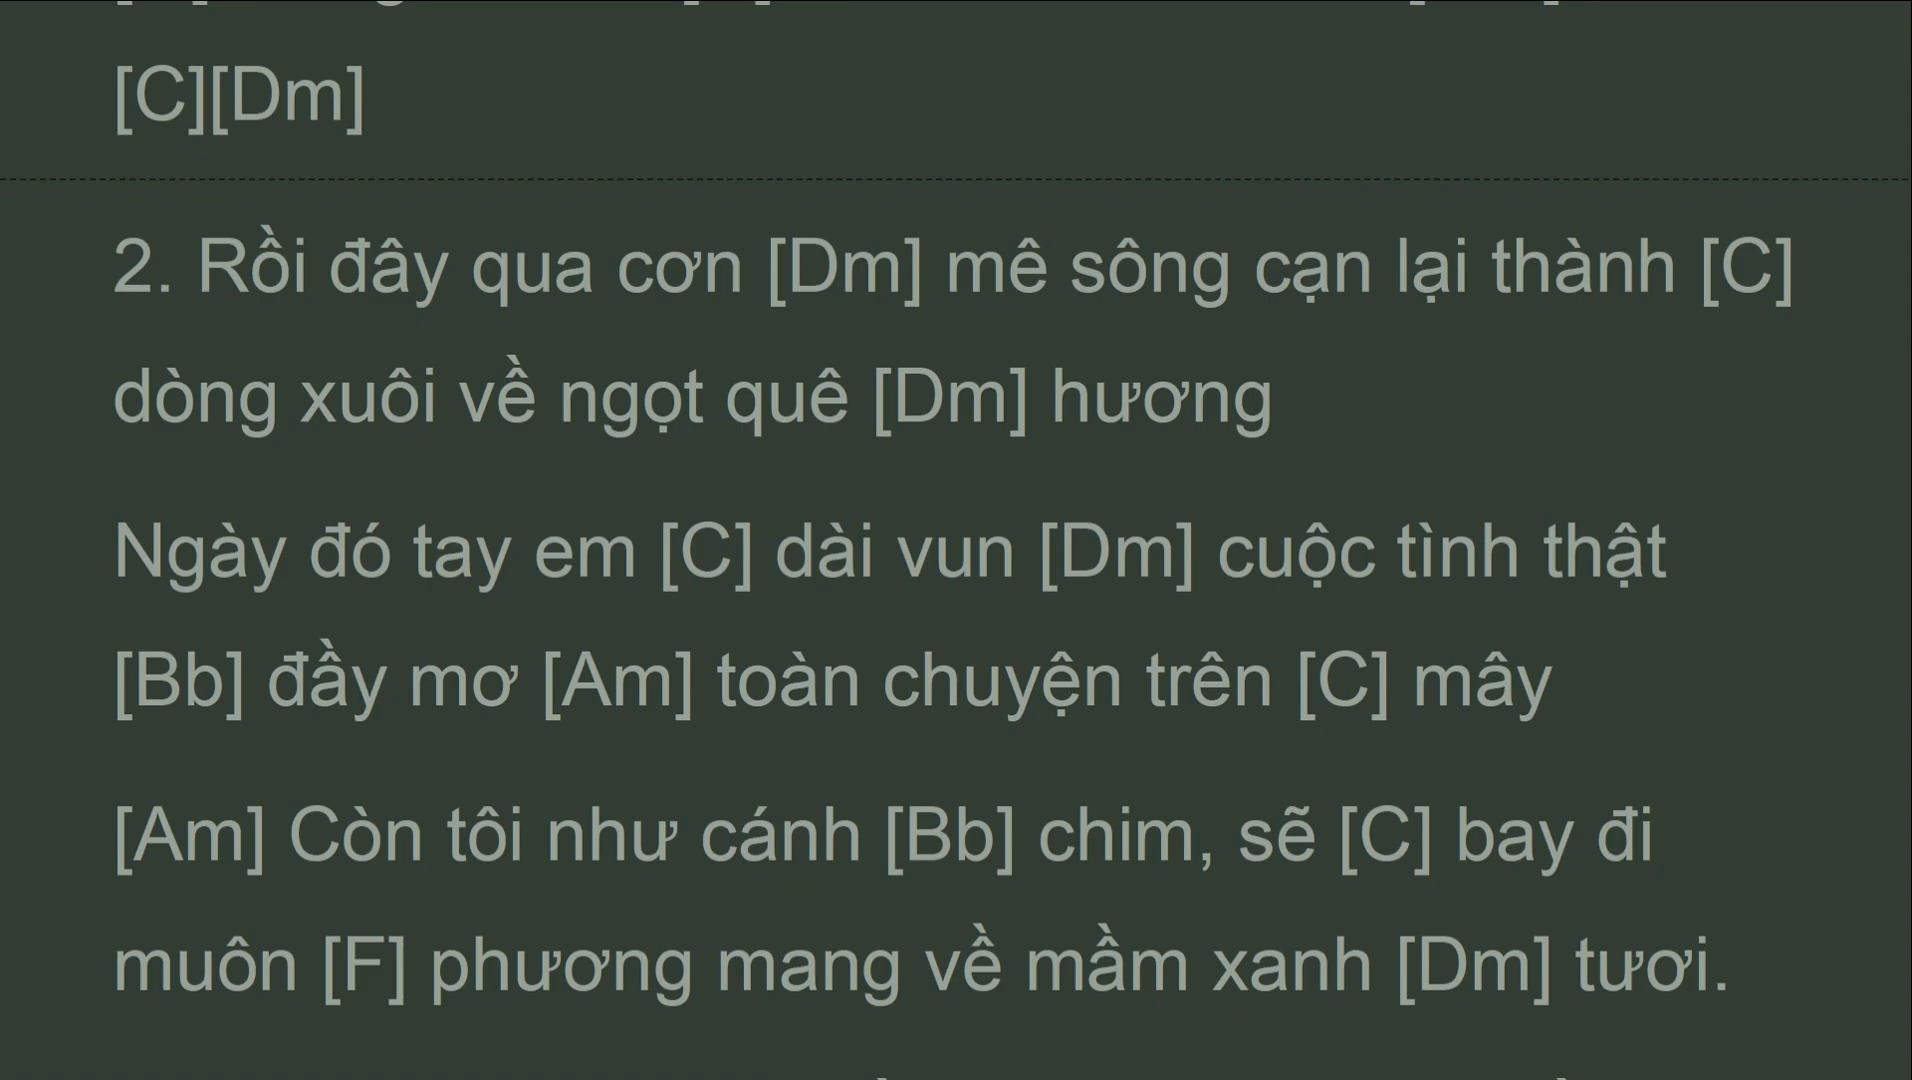 [C][Dm]
2. Rồi đây qua cơn [Dm] mê sông cạn lại thành [C]
dòng xuôi về ngọt quê [Dm] hương
Ngày đó tay em [C] dài vun [Dm] cuộc tình thật
[Bb] đầy mơ [Am] toàn chuyện trên [C] mây
[Am] Còn tôi như cánh [Bb] chim, sẽ [C] bay đi
muôn [F] phương mang về mầm xanh [Dm] tươi.